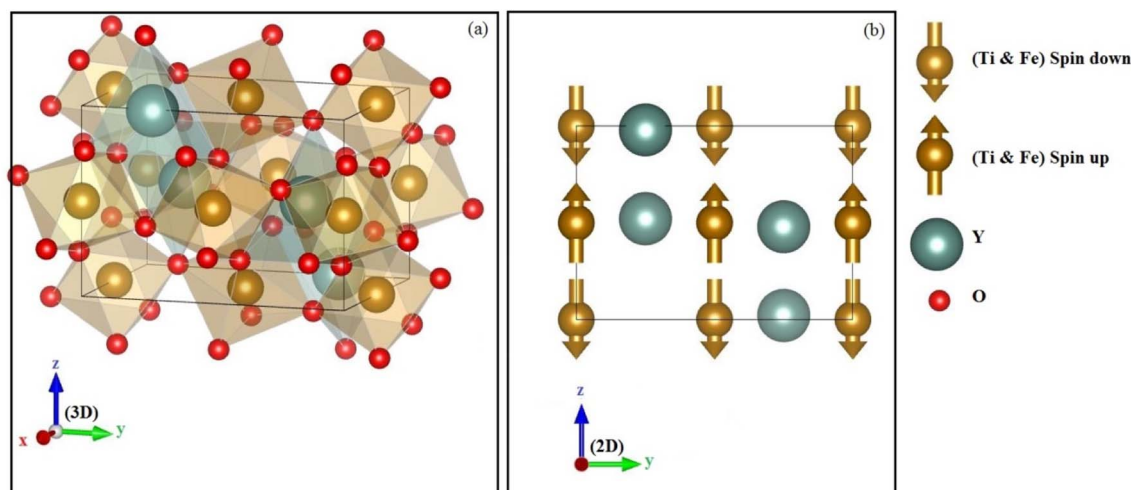 (a)
z
(3D)
x
y
(b)
z
(2D)
y
(Ti & Fe) Spin down
(Ti & Fe) Spin up
Y
O